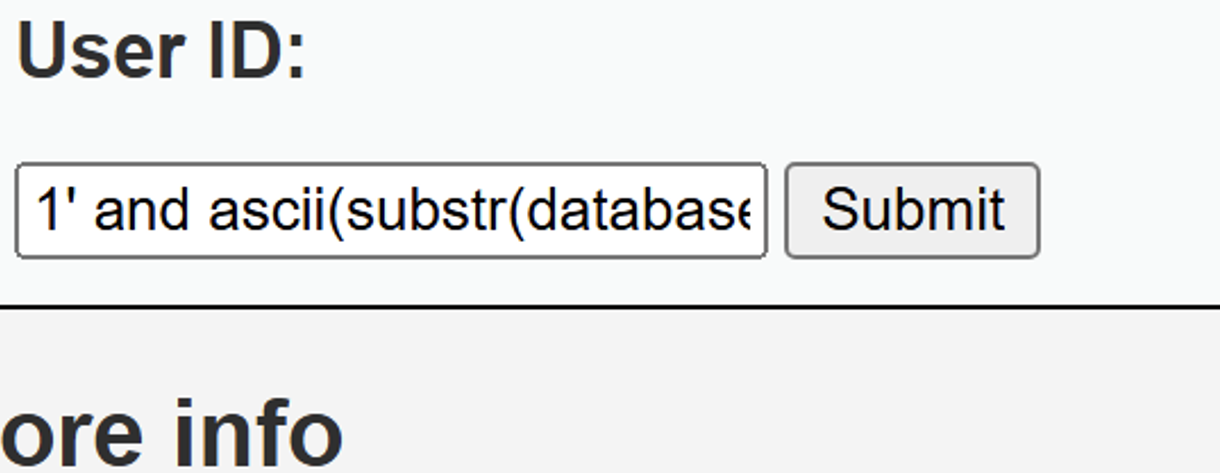 User ID:
1' and ascii(substr(database Submit
ore info